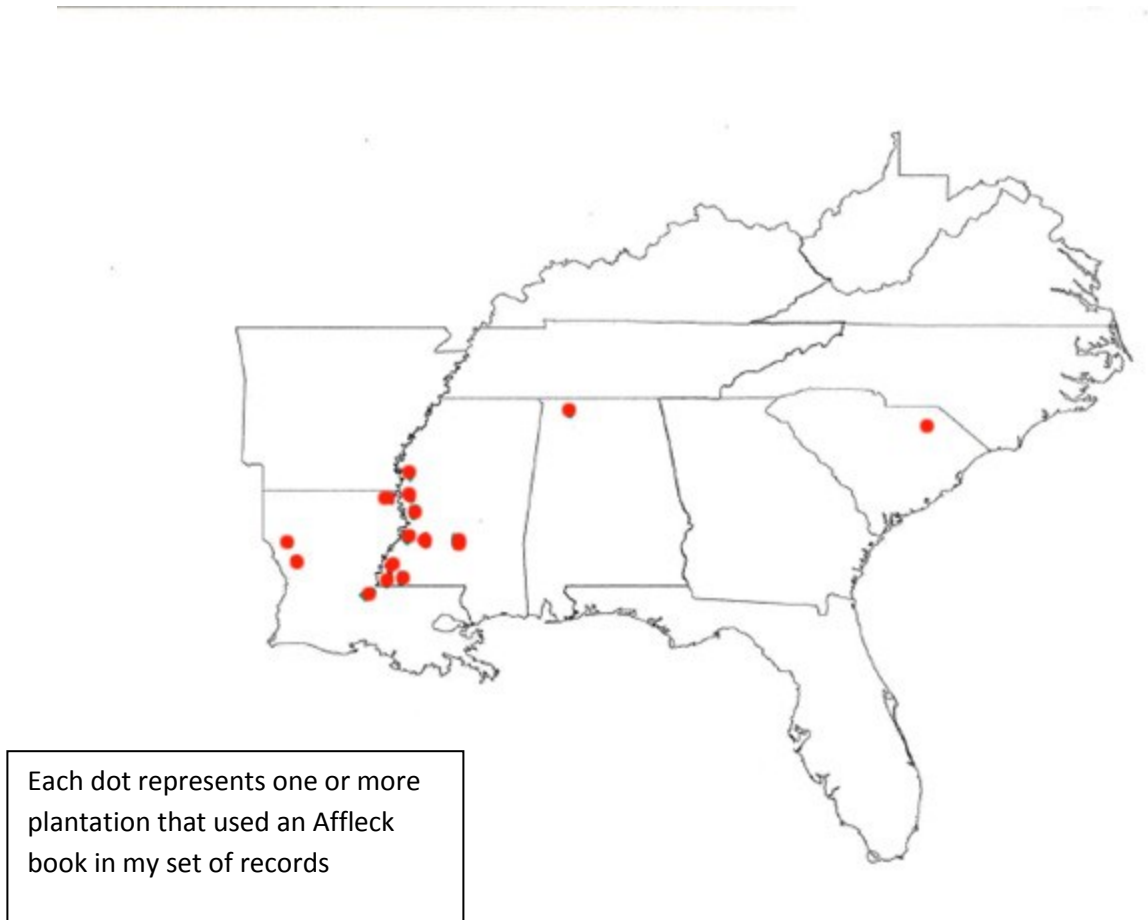 Each dot represents one or more
plantation that used an Affleck
book in my set of records